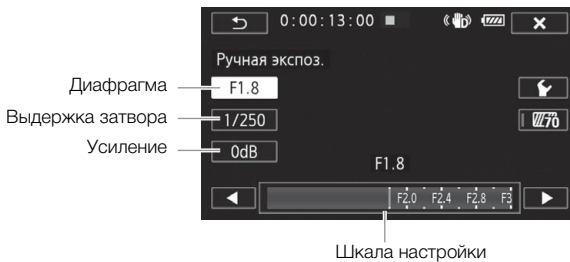 0:00:13:00
Ручная экспоз.
Диафрагма
F1.8
Выдержка затвора
1/250
70
Усиление
0dB
F1.8
F2.0 F2.4 F2.8 F3
Шкала настройки